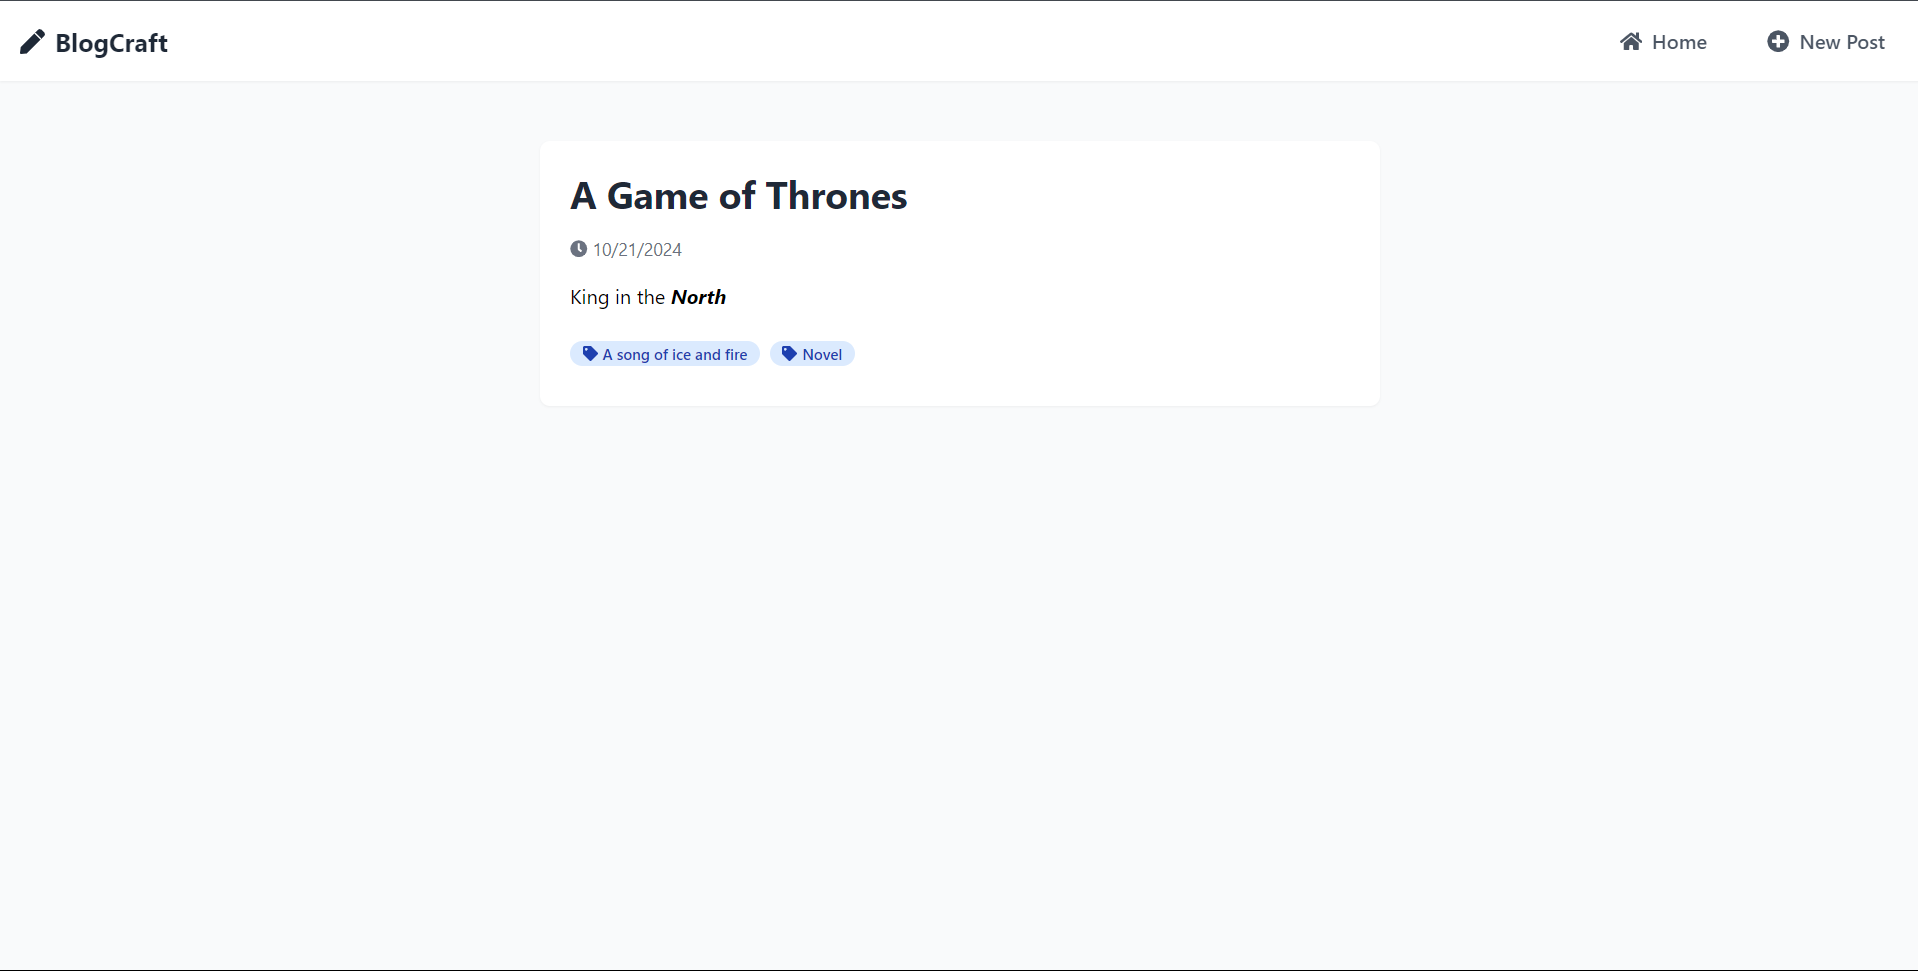 BlogCraft
Home
New Post
A Game of Thrones
10/21/2024
King in the North
A song of ice and fire
Novel